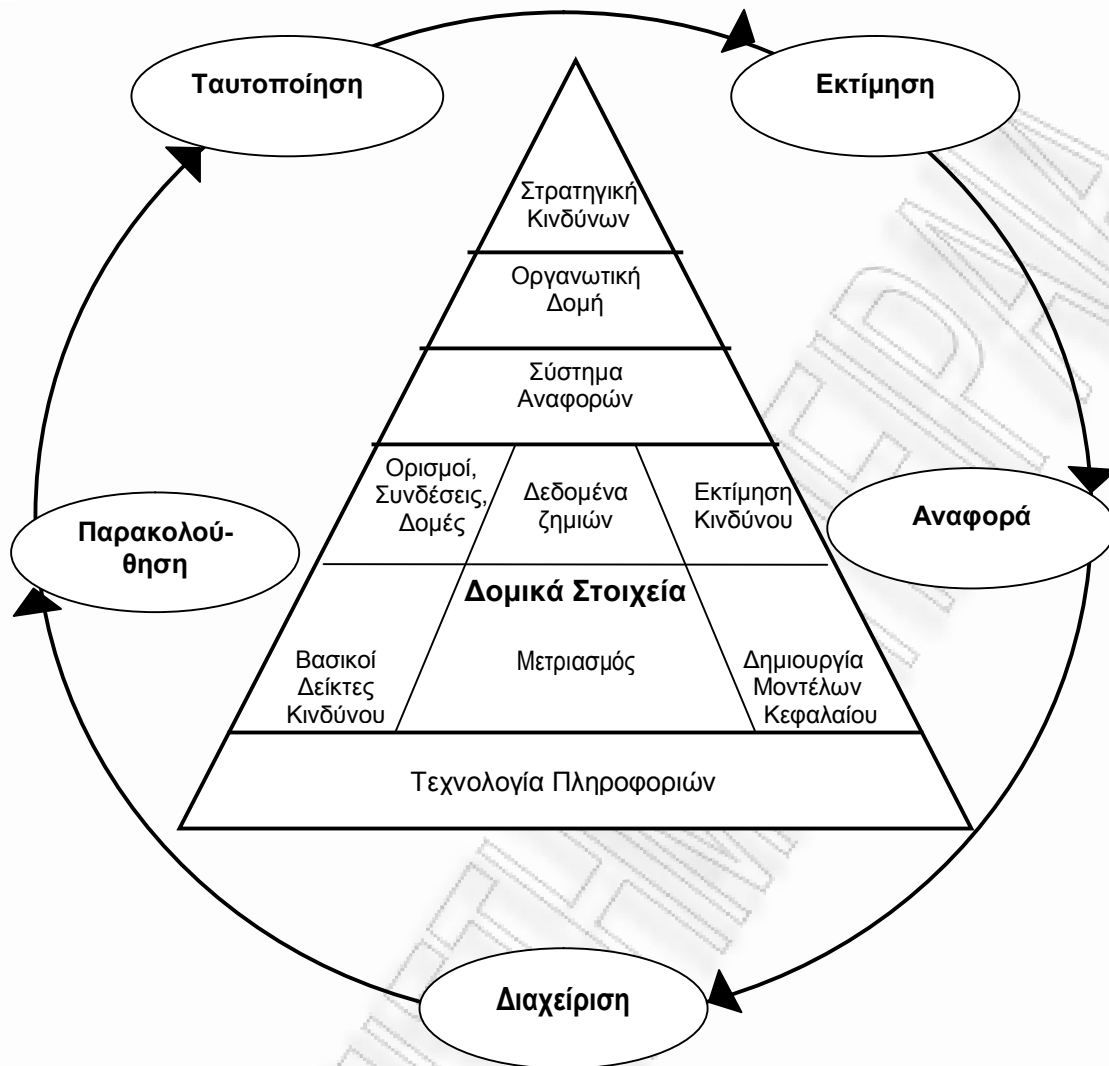 Ταυτοποίηση
Εκτίμηση
Στρατηγική
Κινδύνων
Οργανωτική
Δομή
Σύστημα
Αναφορών
Ορισμοί,
Συνδέσεις,
Δομές
Δεδομένα
ζημιών
Εκτίμηση
Κινδύνου
Αναφορά
Παρακολού-
θηση
Δομικά Στοιχεία
Βασικοί
Δείκτες
Κινδύνου
Μετριασμός
Δημιουργία
Μοντέλων
Κεφαλαίου
Τεχνολογία Πληροφοριών
Διαχείριση